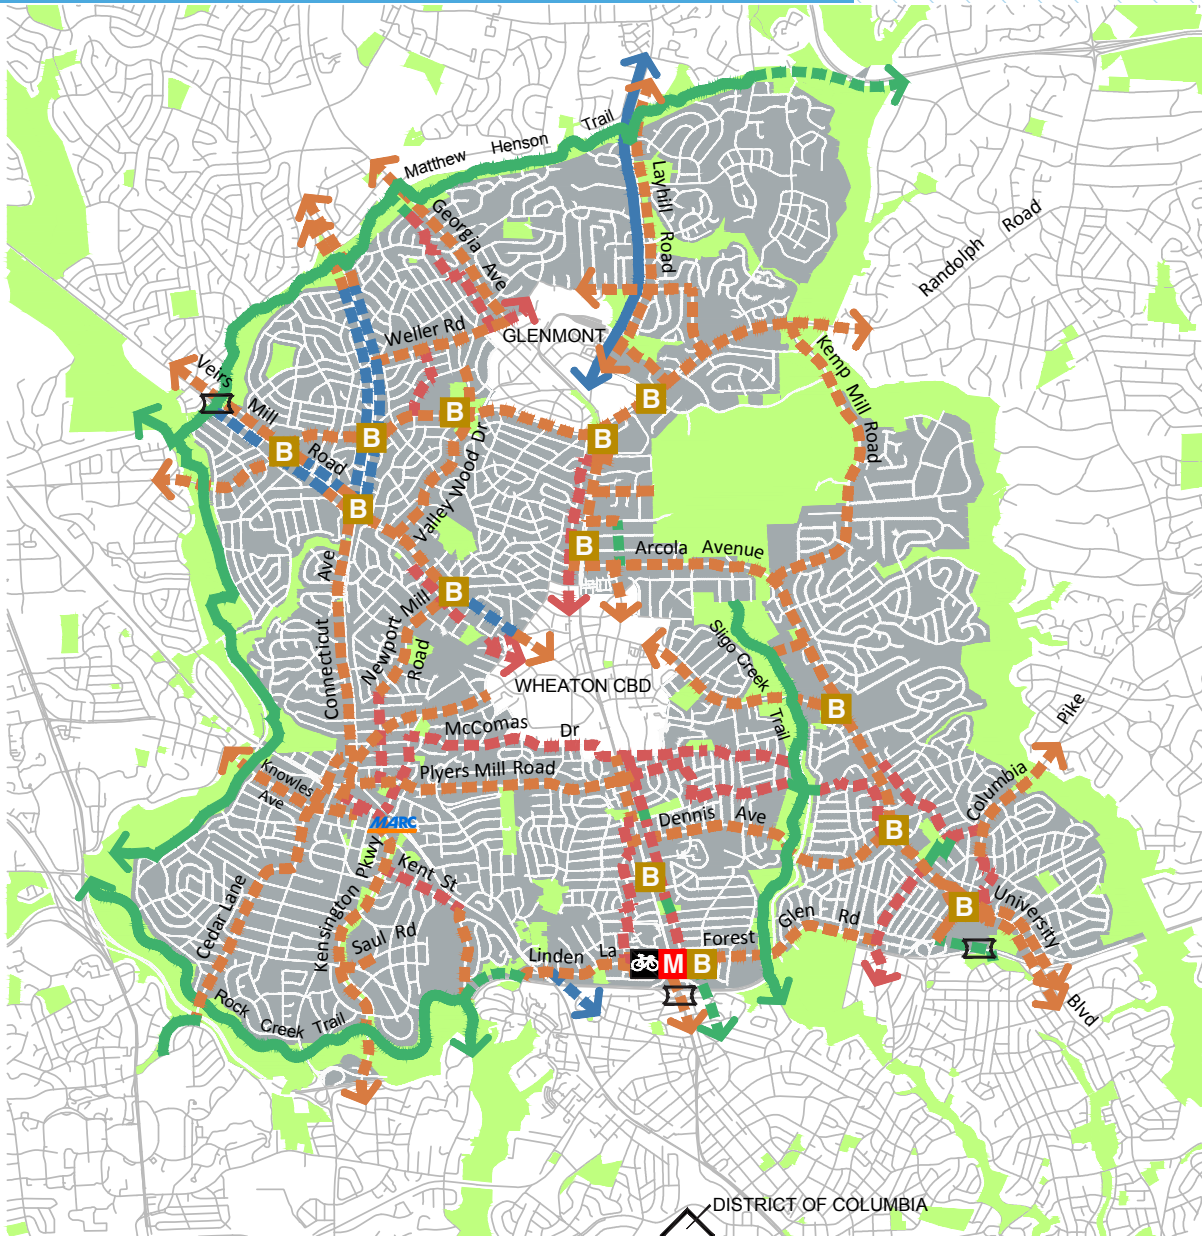 Matthew Henson Trail
Georgia Ave
Layhill Road
Randolph Road
GLENMONT
Weller Rd
Kemp Mill Road
Veirs Mill Road
B
B
B
B
B
Valley Wood Dr
B
B
Arcola Avenue
Connecticut Ave
Newport Mill Road
B
Sligo Creek Trail
WHEATON CBD
B
McComas Dr
Pike
Columbia
Plyers Mill Road
Knowles Ave
MARC
Dennis Ave
B
Kent St
B
Cedar Lane
Kensington Pkwy
Saul Rd
B
University Blvd
Glen Rd
Forest
Linden La
M B
Rock Creek Trail
DISTRICT OF COLUMBIA